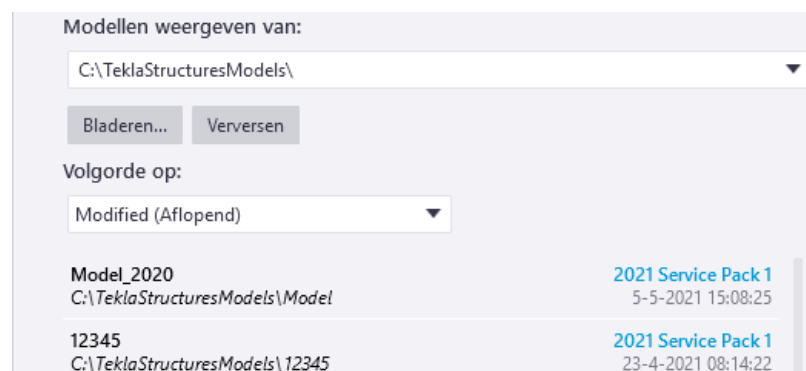 Modellen weergeven van:
C:\TeklaStructuresModels\
Bladeren... Verversen
Volgorde op:
Modified (Aflopend)
Model_2020 2021 Service Pack 1
C:\TeklaStructuresModels\Model 5-5-2021 15:08:25
12345 2021 Service Pack 1
C:\TeklaStructuresModels\12345 23-4-2021 08:14:22